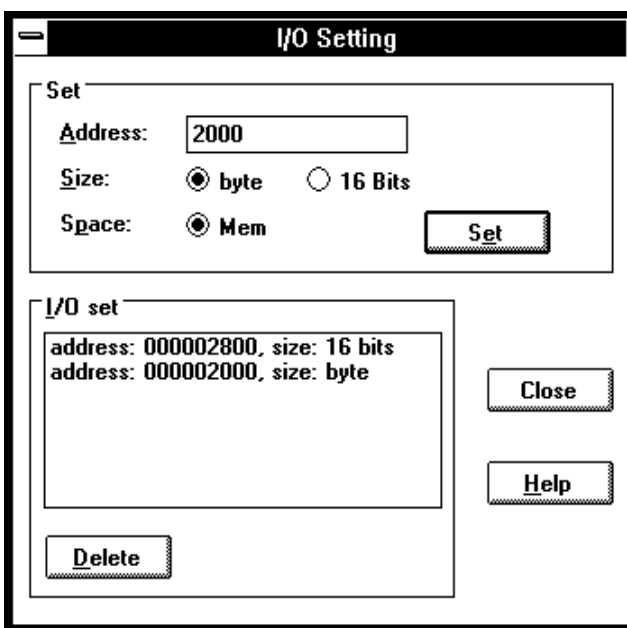 I/O Setting
Set
Address: 2000
Size: byte 16 Bits
Space: Mem Set
I/O set
address: 000002800, size: 16 bits
address: 000002000, size: byte
Close
Help
Delete